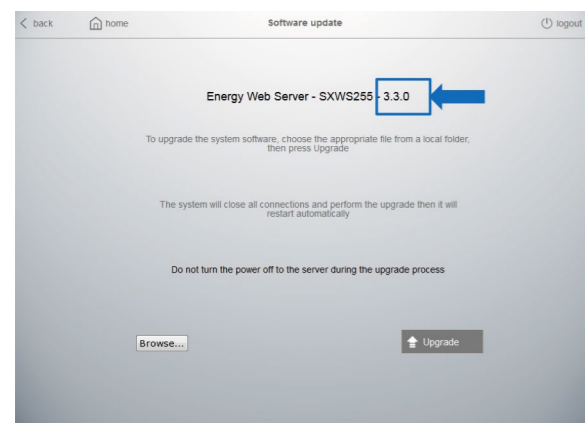 back home Software update logout
Energy Web Server - SXWS255 - 3.3.0
To upgrade the system software, choose the appropriate file from a local folder,
then press Upgrade
The system will close all connections and perform the upgrade then it will
restart automatically
Do not turn the power off to the server during the upgrade process
Browse... Upgrade